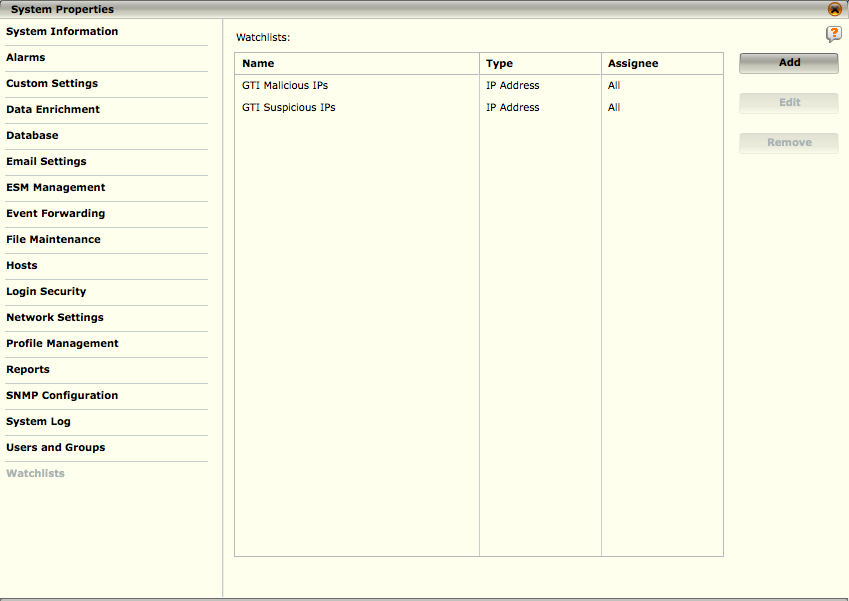 System Properties
System Information
Alarms
Custom Settings
Data Enrichment
Database
Email Settings
ESM Management
Event Forwarding
File Maintenance
Hosts
Login Security
Network Settings
Profile Management
Reports
SNMP Configuration
System Log
Users and Groups
Watchlists
Watchlists:
Name Type Assignee
GTI Malicious IPs IP Address All
GTI Suspicious IPs IP Address All
?
Add
Edit
Remove